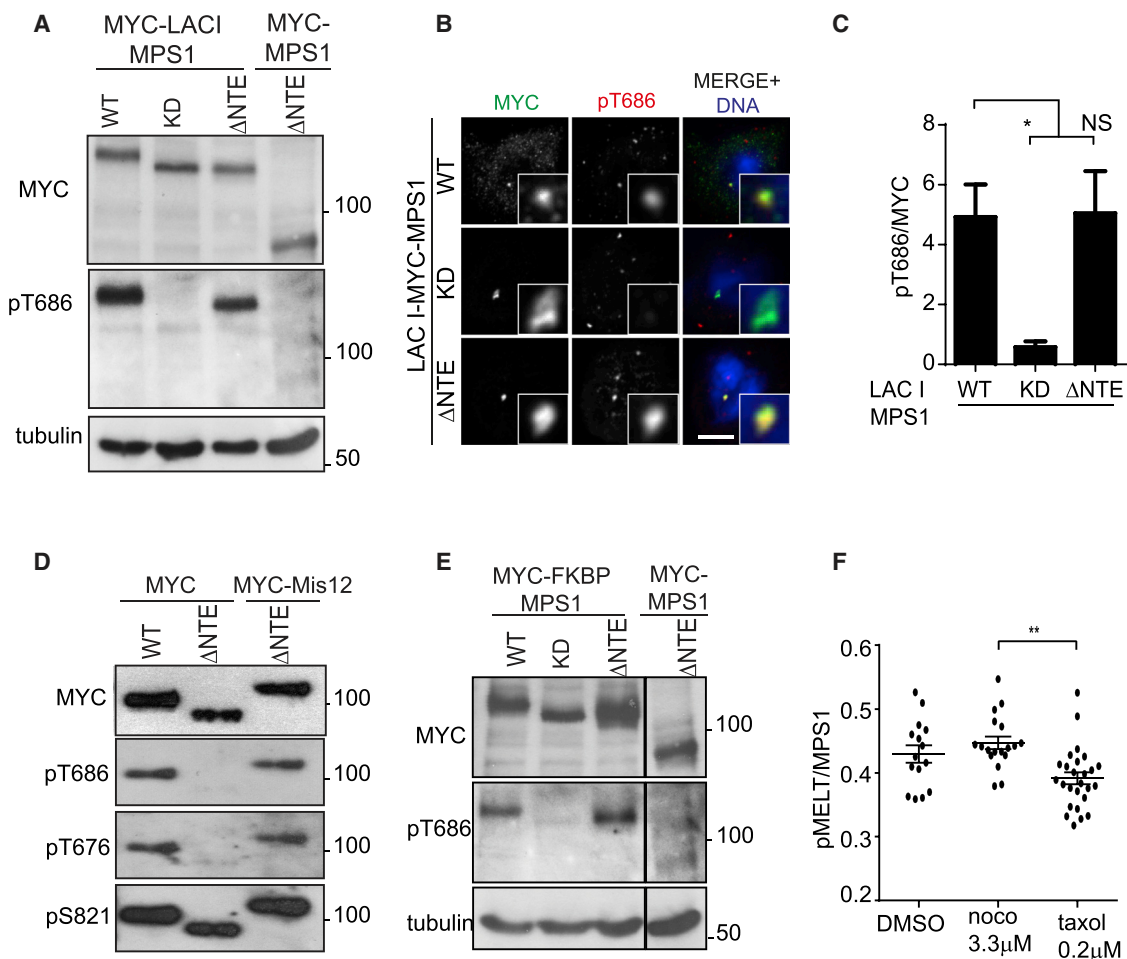 A
MYC-LACI
MPS1
MYC-
MPS1
WT
KD
ΔNTE
ΔNTE
MYC
100
pT686
100
tubulin
50
B
MYC
pT686
MERGE+
DNA
LAC I-MYC-MPS1
WT
KD
ΔNTE
C
pT686/MYC
8
6
4
2
0
*
NS
LAC I
MPS1
WT
KD
ΔNTE
D
MYC
MYC-Mis12
WT
ΔNTE
ΔNTE
MYC
100
pT686
100
pT676
100
pS821
100
E
MYC-FKBP
MPS1
MYC-
MPS1
WT
KD
ΔNTE
ΔNTE
MYC
100
pT686
100
tubulin
50
F
pMELT/MPS1
0.6
0.5
0.4
0.3
0.2
**
DMSO
noco
3.3μM
taxol
0.2μM